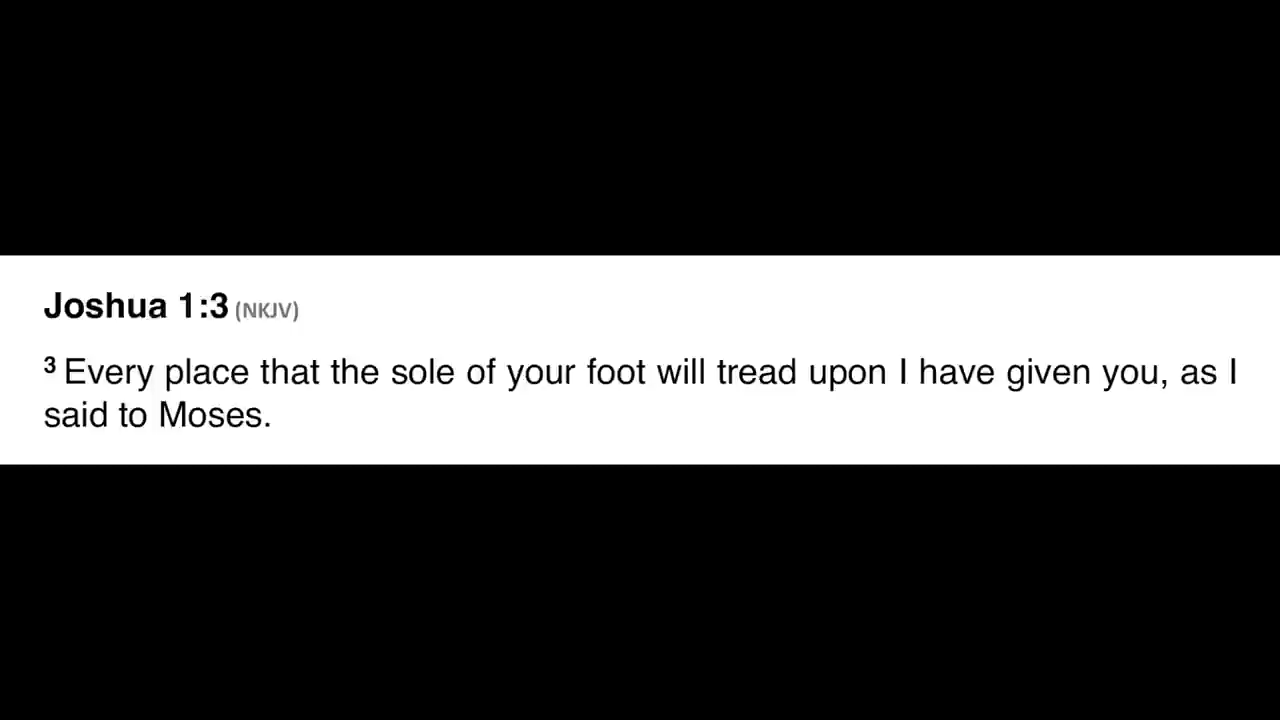 Joshua 1:3 (NKJV)
3 Every place that the sole of your foot will tread upon I have given you, as I
said to Moses.